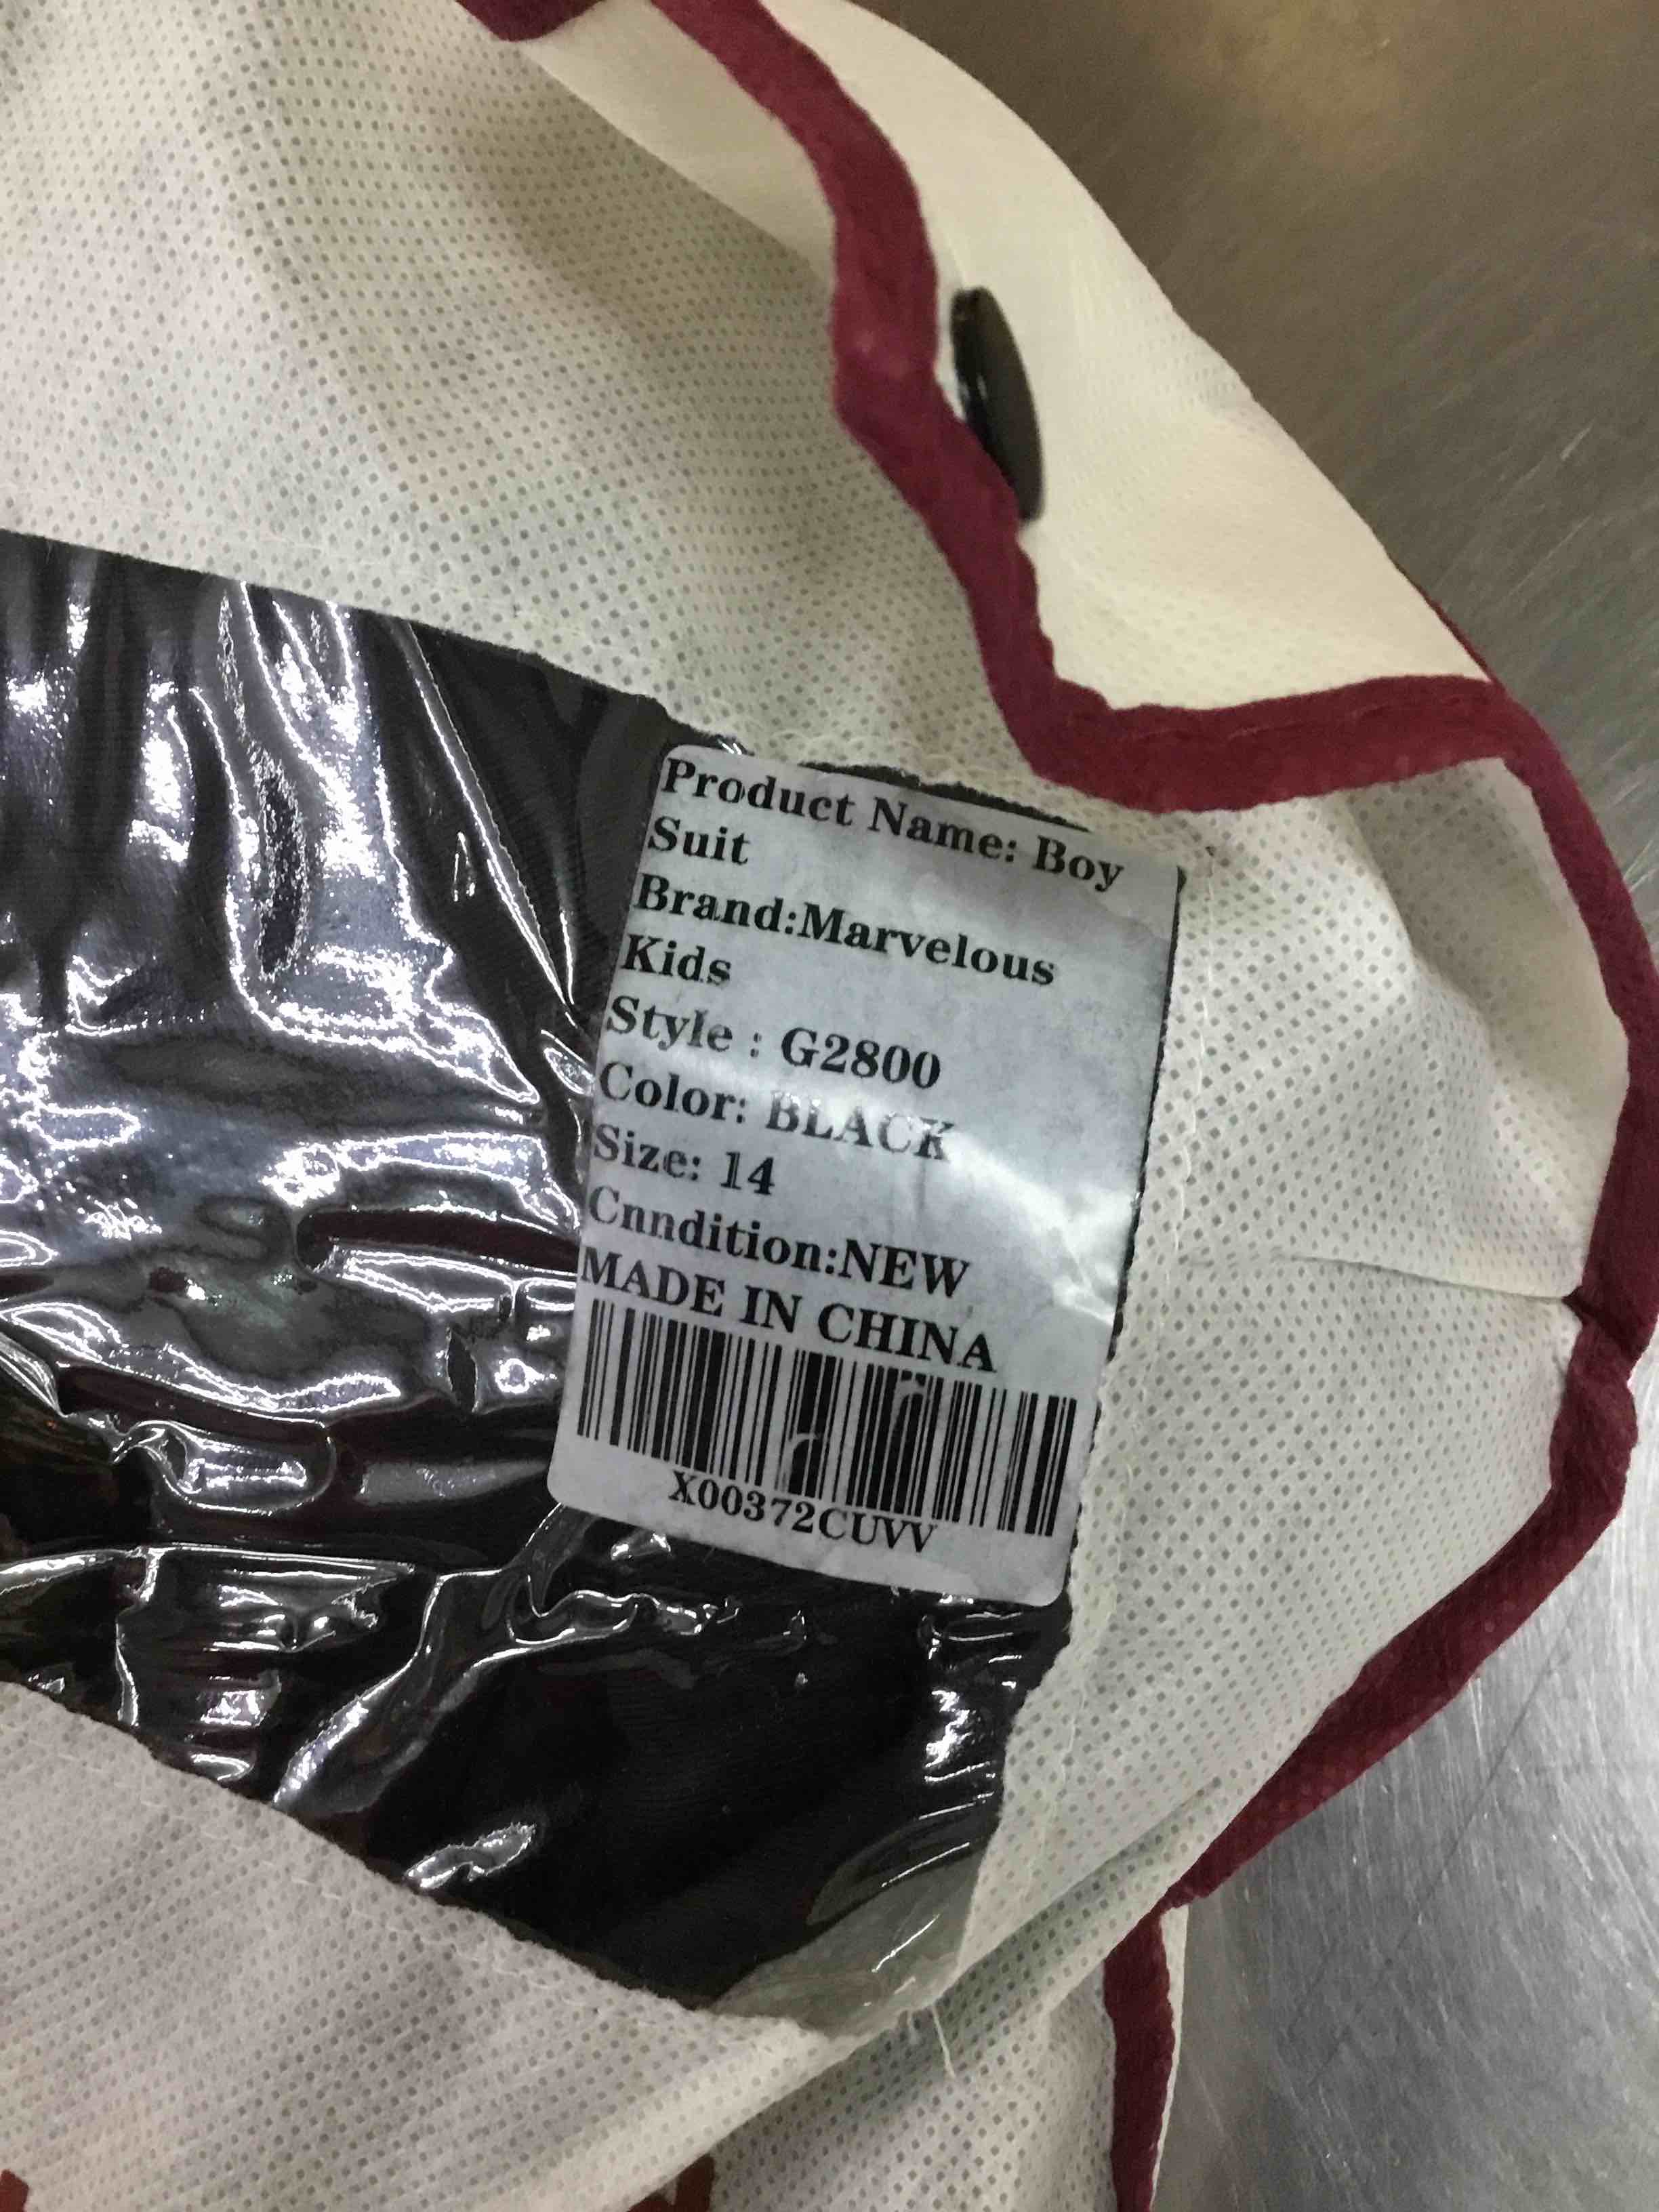 Product Name: Boy
Suit
Brand:Marvelous
Kids
Style : G2800
Color: BLACK
Size: 14
Cnndition:NEW
MADE IN CHINA
X00372CUVV